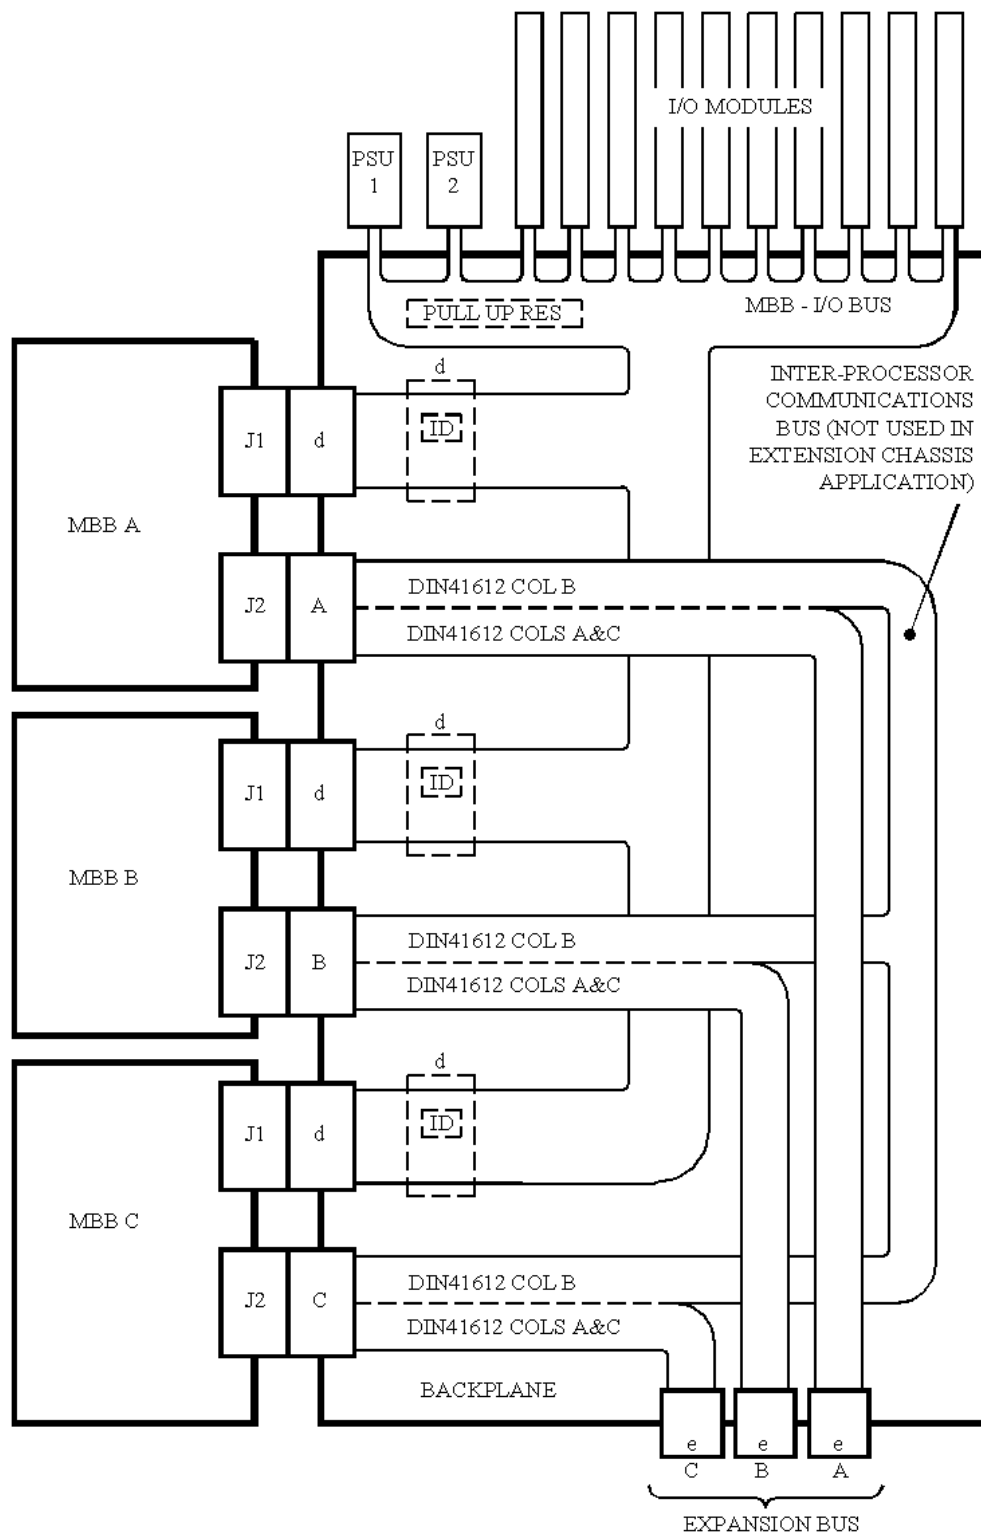 I/O MODULES
PSU
1
PSU
2
PULL UP RES
MBB - I/O BUS
d
INTER-PROCESSOR
COMMUNICATIONS
BUS (NOT USED IN
EXTENSION CHASSIS
APPLICATION)
J1
d
ID
MBB A
J2
A
DIN41612 COL B
DIN41612 COLS A&C
d
J1
d
ID
MBB B
J2
B
DIN41612 COL B
DIN41612 COLS A&C
d
J1
d
ID
MBB C
J2
C
DIN41612 COL B
DIN41612 COLS A&C
BACKPLANE
e
e
e
C
B
A
EXPANSION BUS